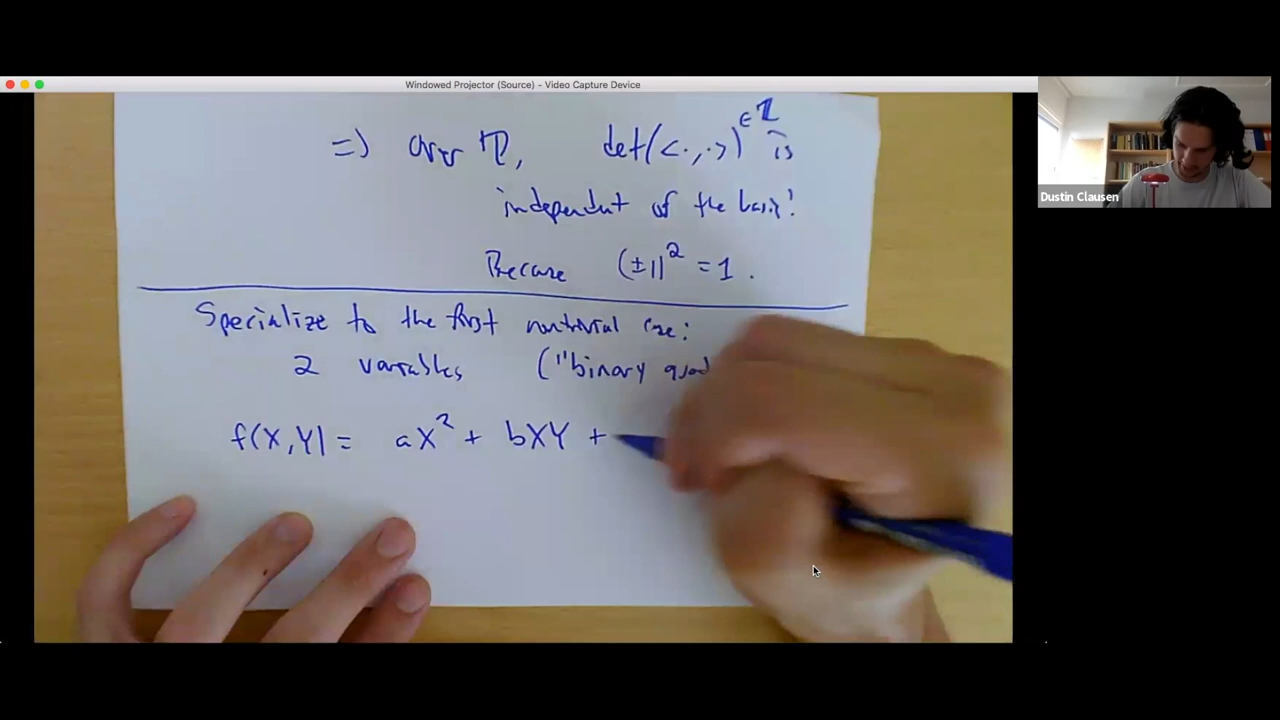 Windowed Projector (Source) - Video Capture Device
=> over ℤ, det(<·,·>) ∈ ℤ is
independent of the basis!
Because (±1)² = 1.
Specialize to the first nontrivial case:
2 variables ("binary quad
f(X,Y) = aX² + bXY +
Dustin Clausen